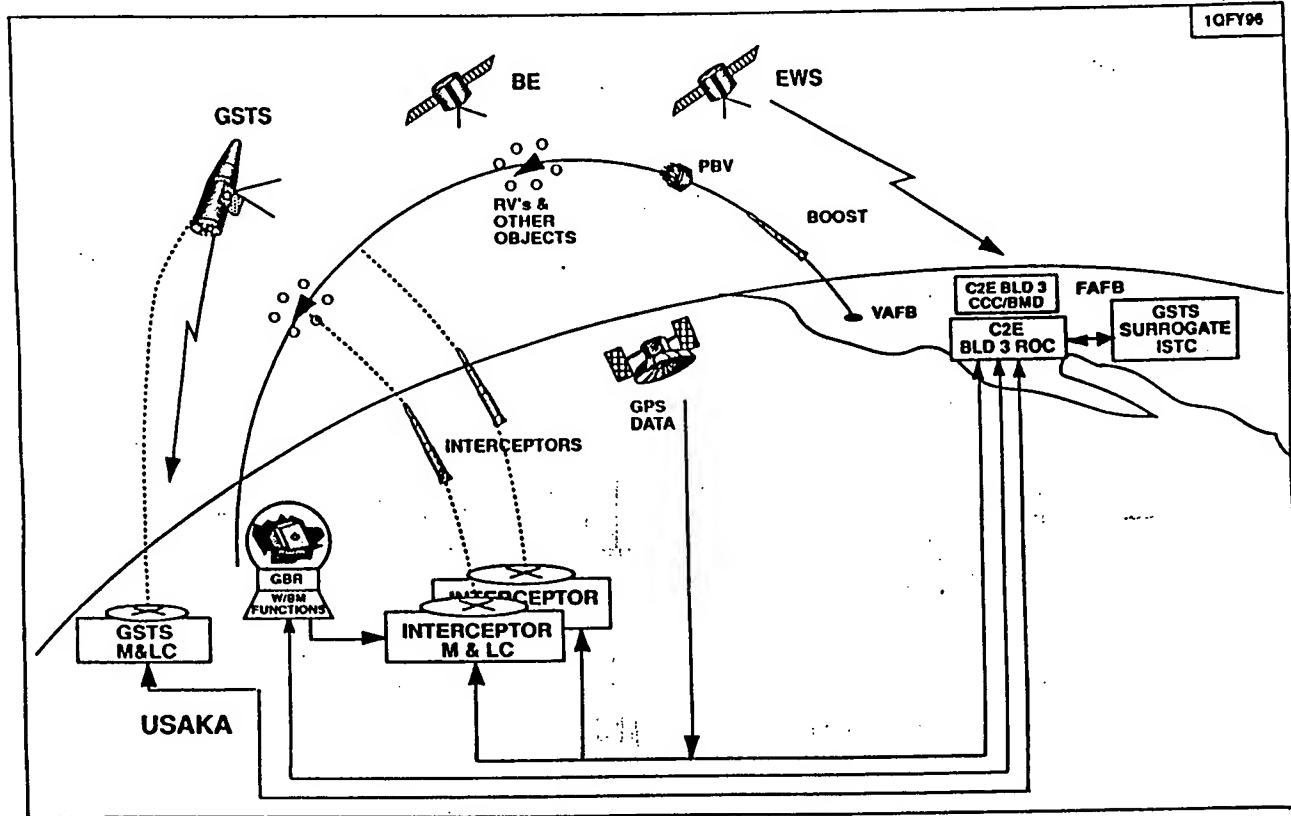 1QFY96
BE
EWS
GSTS
PBV
RV's &
OTHER
OBJECTS
BOOST
C2E BLD 3
CCC/BMD
FAFB
VAFB
C2E
BLD 3 ROC
GSTS
SURROGATE
ISTC
GPS
DATA
INTERCEPTORS
GBR
W/BM
FUNCTIONS
INTERCEPTOR
GSTS
M&LC
INTERCEPTOR
M & LC
USAKA